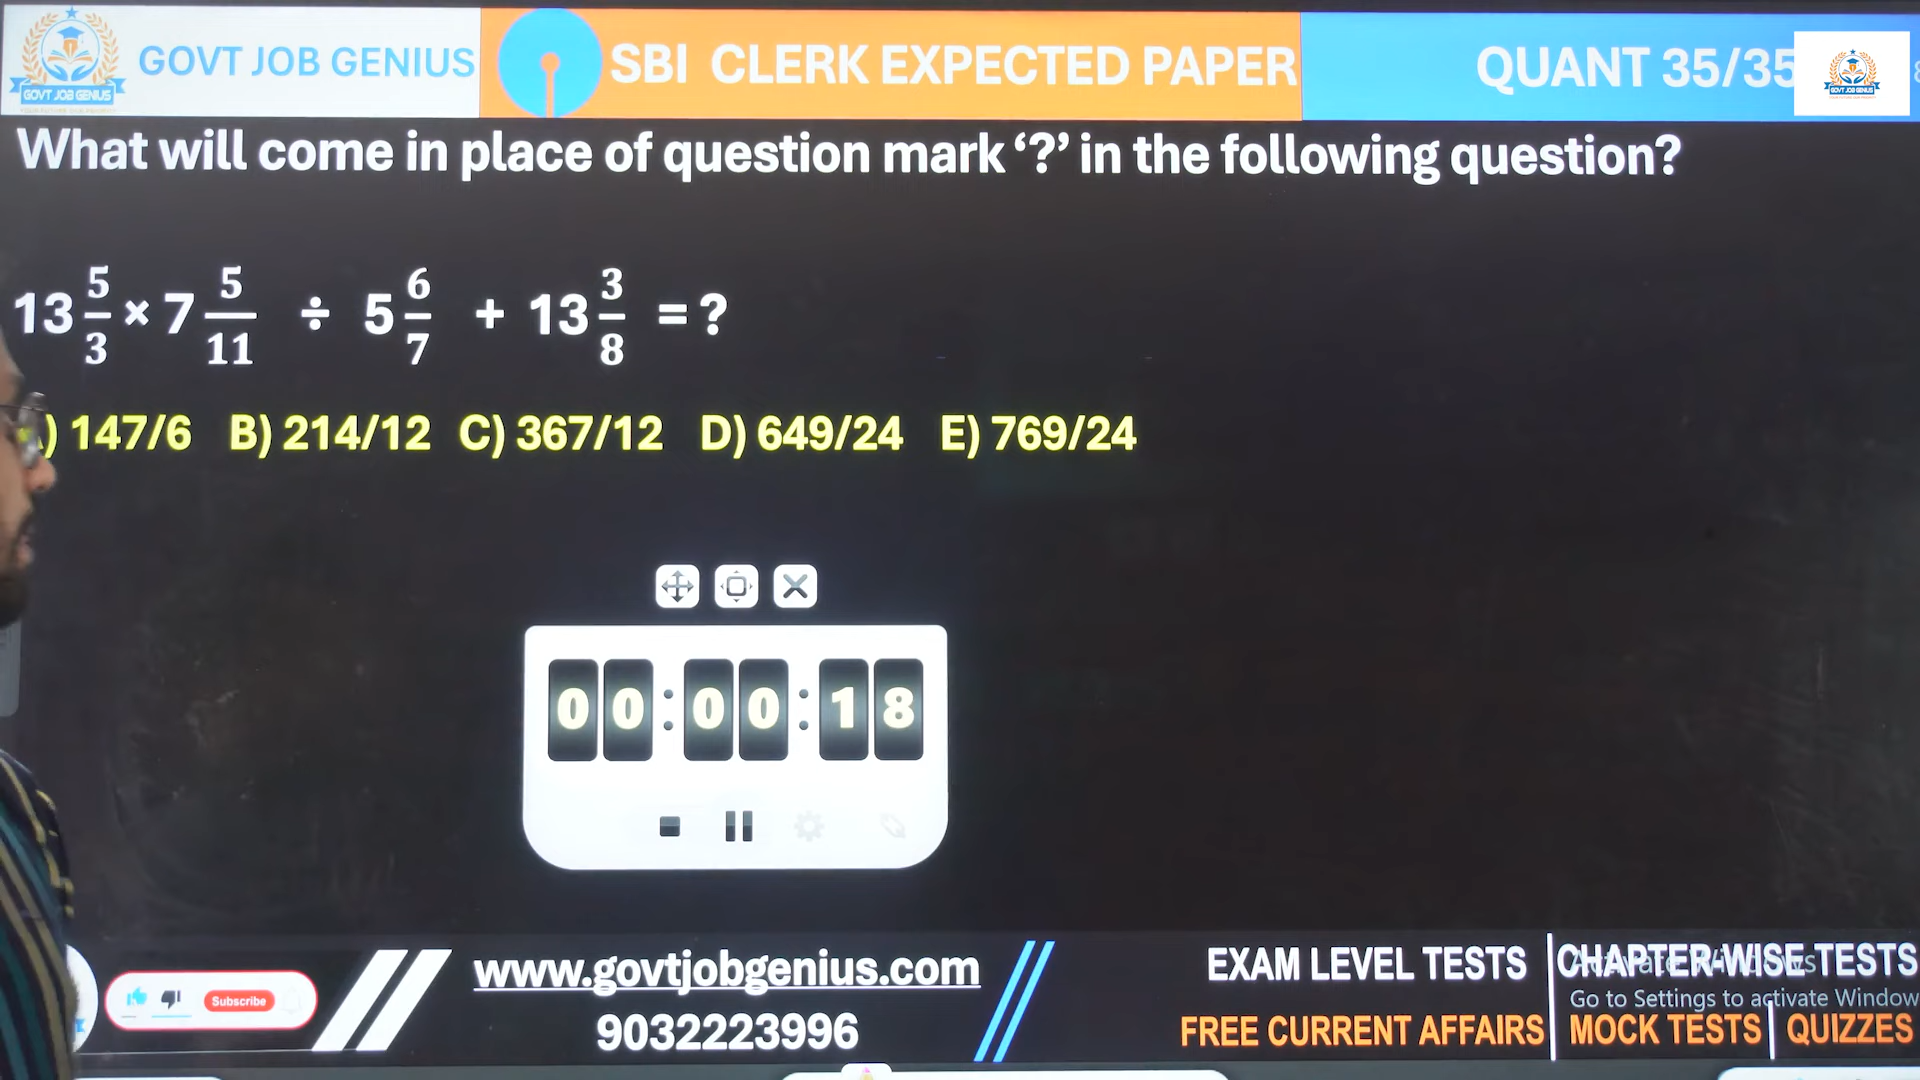 GOVT JOB GENIUS
GOVT JOB GENIUS
SBI CLERK EXPECTED PAPER
QUANT 35/35
GOVT JOB GENIUS
What will come in place of question mark ‘?’ in the following question?
13 5/3 × 7 5/11 ÷ 5 6/7 + 13 3/8 = ?
) 147/6 B) 214/12 C) 367/12 D) 649/24 E) 769/24
00:00:18
Subscribe
www.govtjobgenius.com
9032223996
EXAM LEVEL TESTS
CHAPTER-WISE TESTS
Go to Settings to activate Window
FREE CURRENT AFFAIRS
MOCK TESTS
QUIZZES